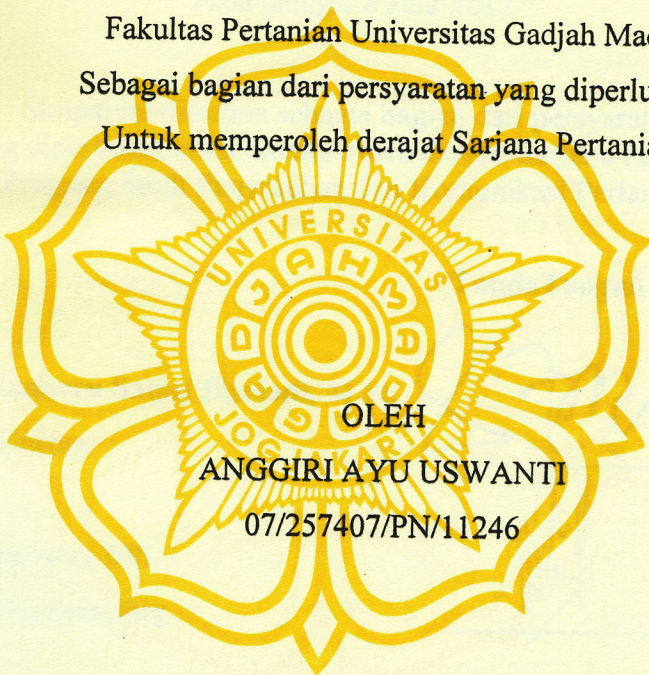 Fakultas Pertanian Universitas Gadjah Mad
Sebagai bagian dari persyaratan yang diperlu
Untuk memperoleh derajat Sarjana Pertania
UNIVERSITAS
GADJAH MADA
JOGJAKARTA
OLEH
ANGGIRI AYU USWANTI
07/257407/PN/11246